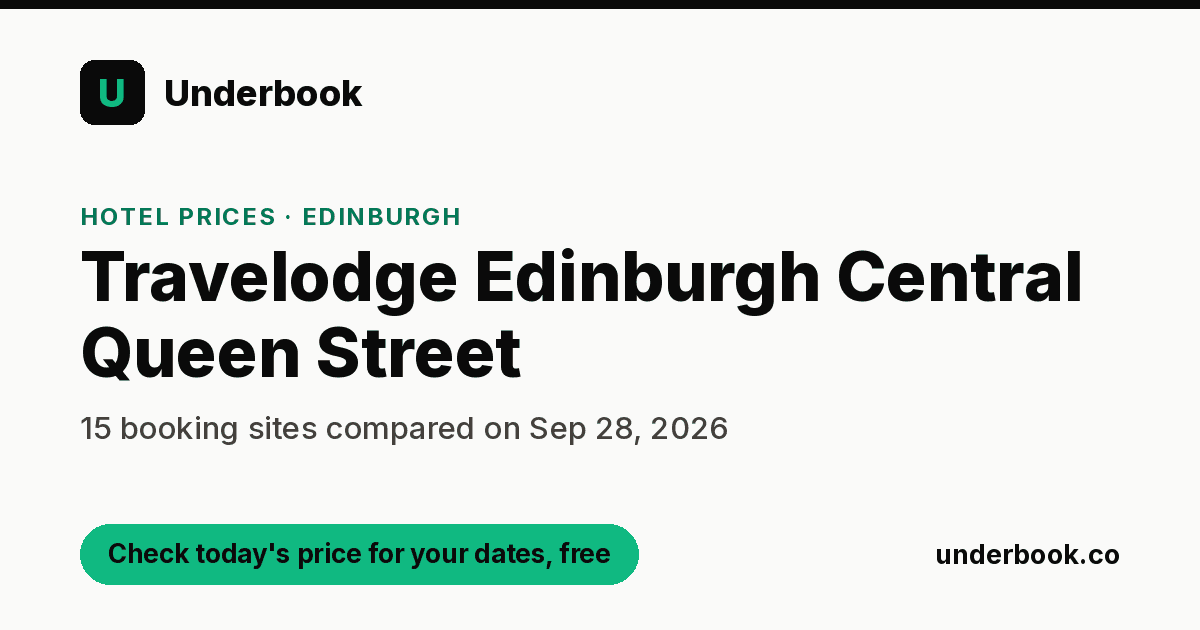 U Underbook
HOTEL PRICES · EDINBURGH
Travelodge Edinburgh Central
Queen Street
15 booking sites compared on Sep 28, 2026
Check today's price for your dates, free
underbook.co